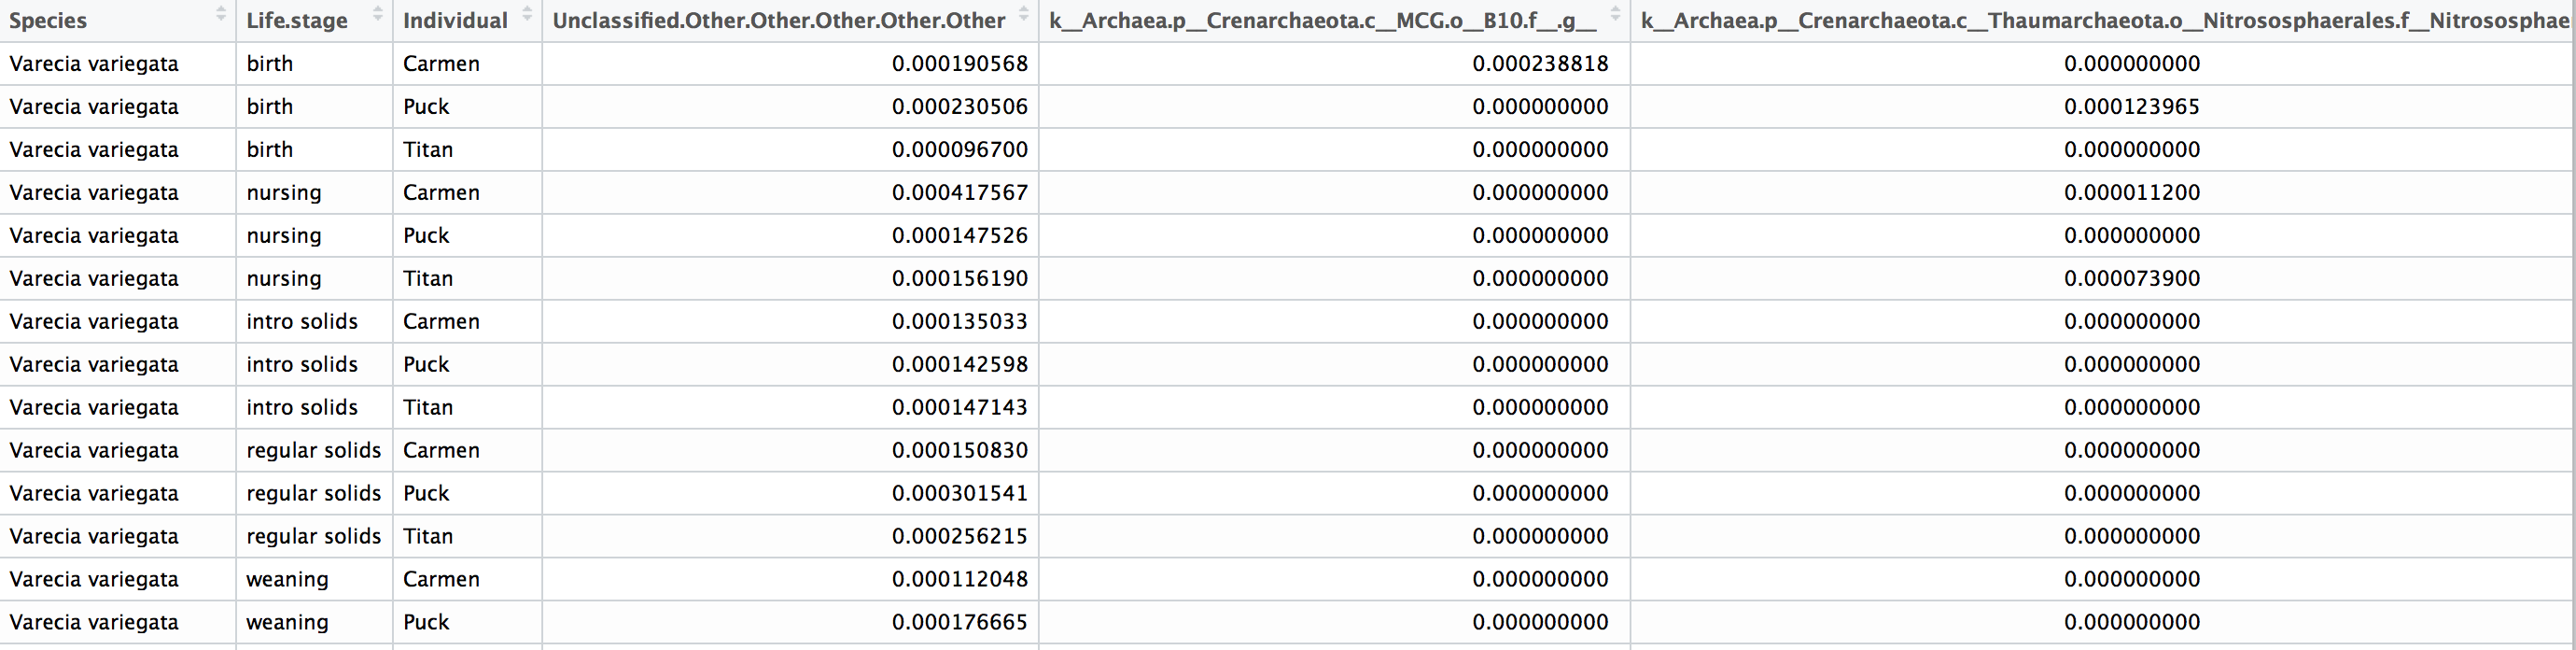 Species Life.stage Individual Unclassified.Other.Other.Other.Other.Other k__Archaea.p__Crenarchaeota.c__MCG.o__B10.f__.g__ k__Archaea.p__Crenarchaeota.c__Thaumarchaeota.o__Nitrososphaerales.f__Nitrososphae
Varecia variegata birth Carmen 0.000190568 0.000238818 0.000000000
Varecia variegata birth Puck 0.000230506 0.000000000 0.000123965
Varecia variegata birth Titan 0.000096700 0.000000000 0.000000000
Varecia variegata nursing Carmen 0.000417567 0.000000000 0.000011200
Varecia variegata nursing Puck 0.000147526 0.000000000 0.000000000
Varecia variegata nursing Titan 0.000156190 0.000000000 0.000073900
Varecia variegata intro solids Carmen 0.000135033 0.000000000 0.000000000
Varecia variegata intro solids Puck 0.000142598 0.000000000 0.000000000
Varecia variegata intro solids Titan 0.000147143 0.000000000 0.000000000
Varecia variegata regular solids Carmen 0.000150830 0.000000000 0.000000000
Varecia variegata regular solids Puck 0.000301541 0.000000000 0.000000000
Varecia variegata regular solids Titan 0.000256215 0.000000000 0.000000000
Varecia variegata weaning Carmen 0.000112048 0.000000000 0.000000000
Varecia variegata weaning Puck 0.000176665 0.000000000 0.000000000